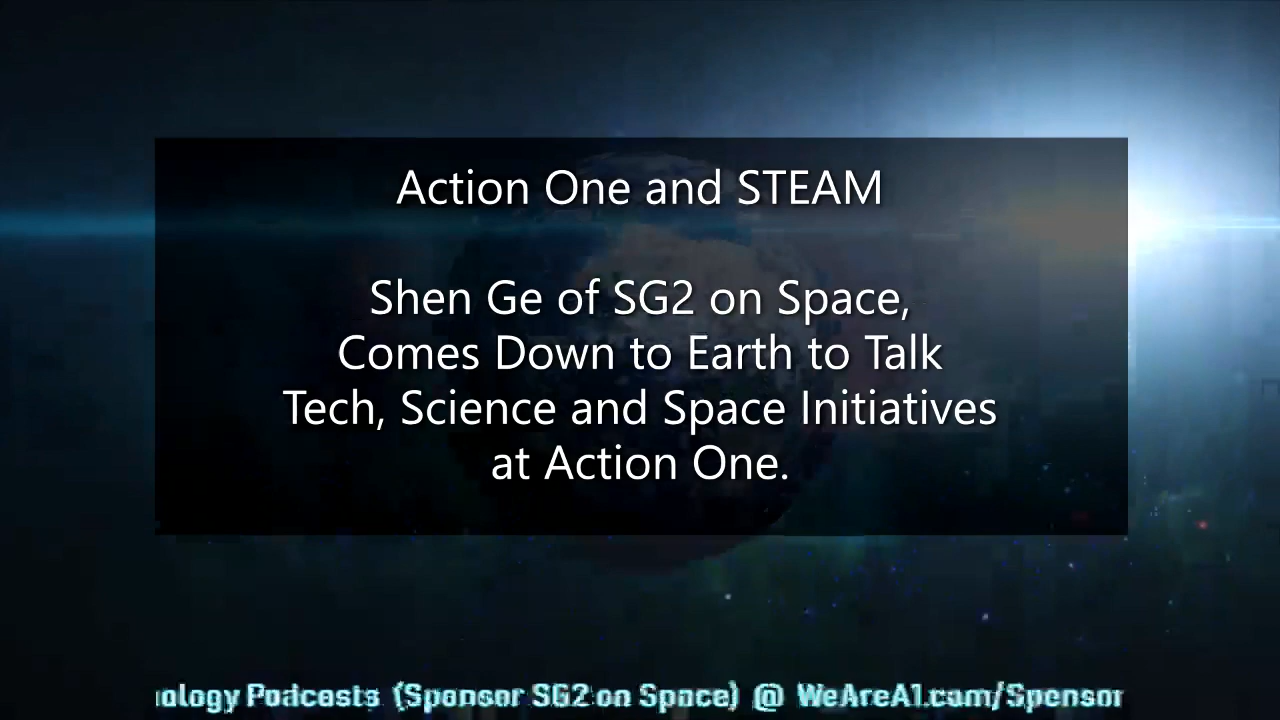 Action One and STEAM
Shen Ge of SG2 on Space,
Comes Down to Earth to Talk
Tech, Science and Space Initiatives
at Action One.
ology Podcasts (Sponsor SG2 on Space) @ WeAreA1.com/Sponsor